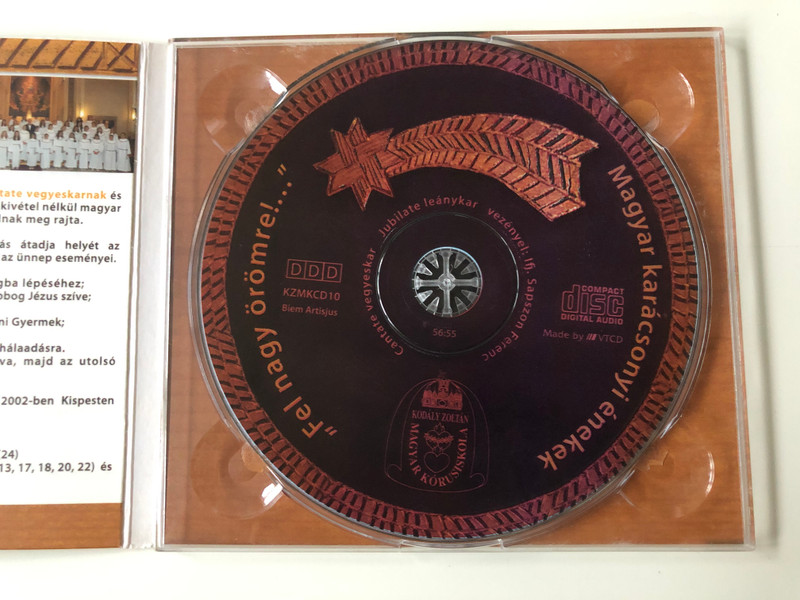 tate vegyeskarnak és
kivétel nélkül magyar
lnak meg rajta.
ás átadja helyét az
az ünnep eseményei.
gba lépéséhez;
obog Jézus szíve;
ni Gyermek;
hálaadásra.
va, majd az utolsó
2002-ben Kispesten
(24)
13, 17, 18, 20, 22) és
„Fel nagy örömre!...”
Magyar karácsonyi énekek
Cantate vegyeskar Jubilate leánykar vezényel: Ifj. Sapszon Ferenc
DDD
KZMKCD10
Biem Artisjus
56:55
COMPACT
disc
DIGITAL AUDIO
Made by VTCD
KODÁLY ZOLTÁN
MAGYAR KÓRUSISKOLA